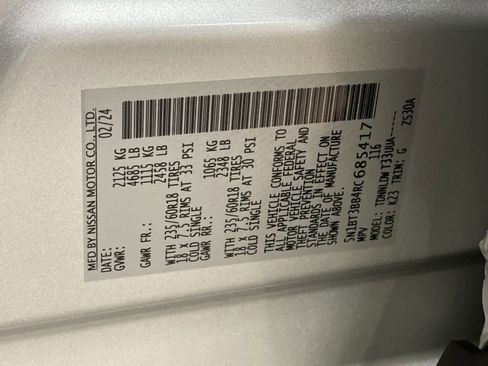 MFD BY NISSAN MOTOR CO., LTD.
DATE: 02/24
GVWR: 2125 KG
4685 LB
GAWR FR.: 1115 KG
2458 LB
WITH 235/60R18 TIRES
18 X 7.5 RIMS AT 33 PSI
COLD SINGLE
GAWR RR.: 1065 KG
2348 LB
WITH 235/60R18 TIRES
18 X 7.5 RIMS AT 30 PSI
COLD SINGLE
THIS VEHICLE CONFORMS TO
ALL APPLICABLE FEDERAL
MOTOR VEHICLE SAFETY AND
THEFT PREVENTION
STANDARDS IN EFFECT ON
THE DATE OF MANUFACTURE
SHOWN ABOVE.
5N1BT3BB4RC685417
MPV 116
MODEL: TDWNLDW T33UUA-----
COLOR: K23 TRIM: G ZS30A